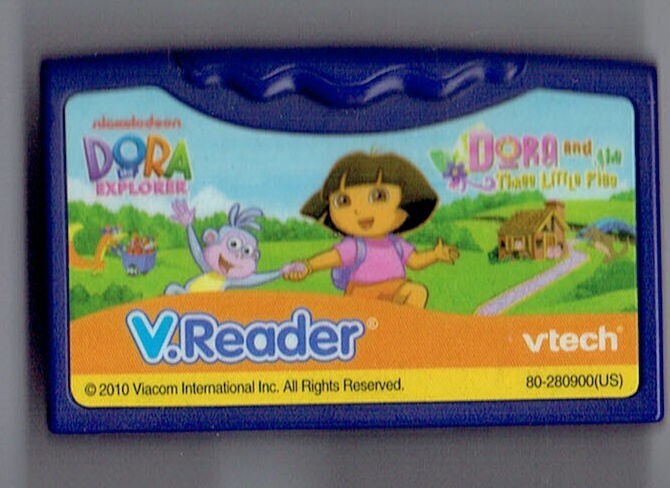 nickelodeon
DORA
the
EXPLORER
DORA and the
Three Little Pigs
V.Reader®
vtech®
© 2010 Viacom International Inc. All Rights Reserved.
80-280900(US)